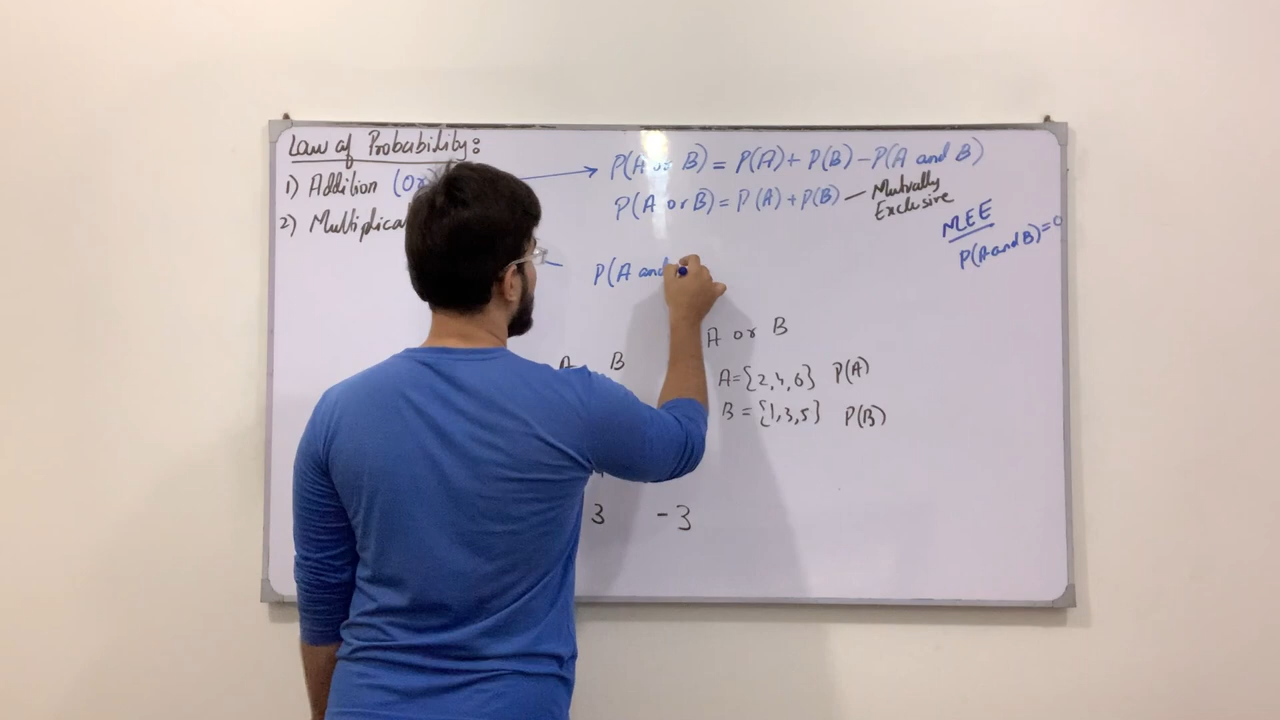 Law of Probability:
1) Addition (Or) → P(A or B) = P(A) + P(B) - P(A and B)
2) Multiplica
P(A or B) = P(A) + P(B) — Mutually Exclusive
MEE
P(A and B) = 0
P(A and
A or B
A B
A = {2,4,6} P(A)
B = {1,3,5} P(B)
3 -3